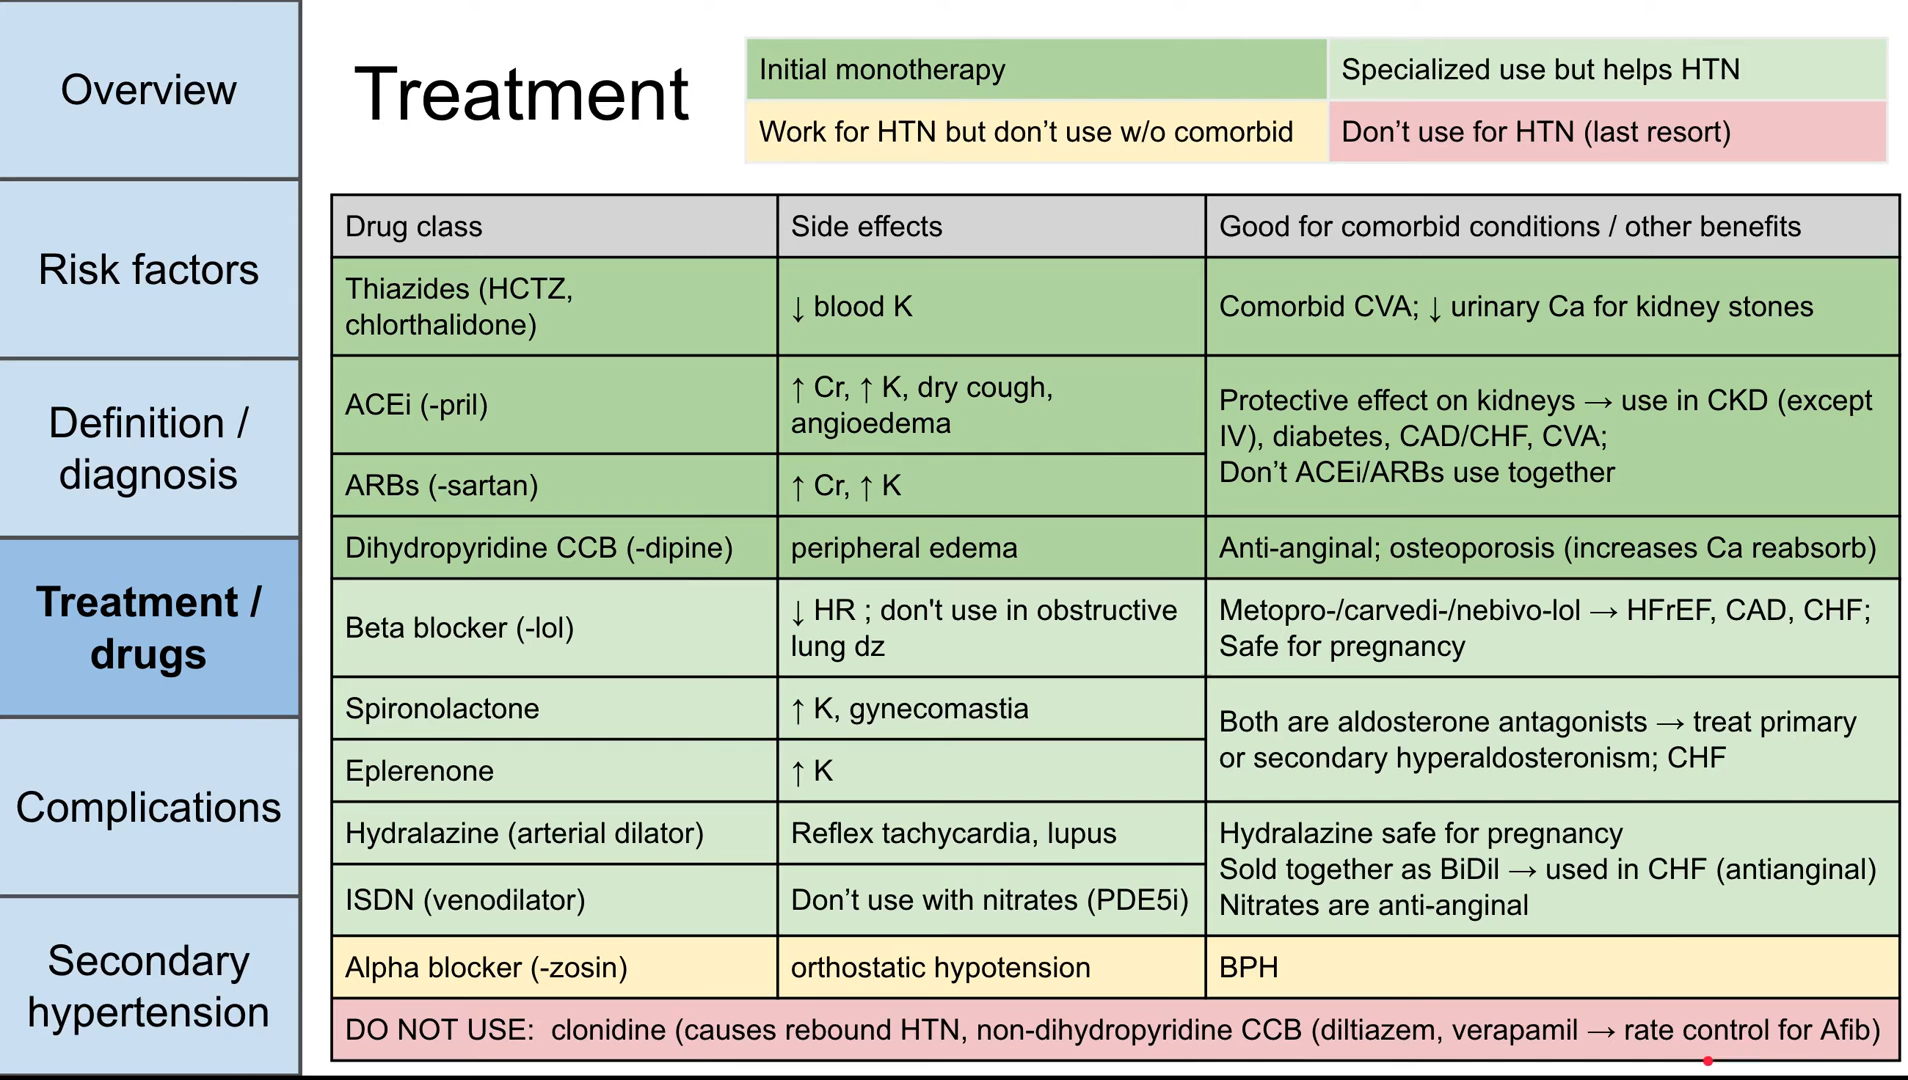 Overview
Risk factors
Definition /
diagnosis
Treatment /
drugs
Complications
Secondary
hypertension
Treatment
Initial monotherapy
Specialized use but helps HTN
Work for HTN but don’t use w/o comorbid
Don’t use for HTN (last resort)
Drug class
Side effects
Good for comorbid conditions / other benefits
Thiazides (HCTZ,
chlorthalidone)
↓ blood K
Comorbid CVA; ↓ urinary Ca for kidney stones
ACEi (-pril)
↑ Cr, ↑ K, dry cough,
angioedema
Protective effect on kidneys → use in CKD (except
IV), diabetes, CAD/CHF, CVA;
Don’t ACEi/ARBs use together
ARBs (-sartan)
↑ Cr, ↑ K
Dihydropyridine CCB (-dipine)
peripheral edema
Anti-anginal; osteoporosis (increases Ca reabsorb)
Beta blocker (-lol)
↓ HR ; don't use in obstructive
lung dz
Metopro-/carvedi-/nebivo-lol → HFrEF, CAD, CHF;
Safe for pregnancy
Spironolactone
↑ K, gynecomastia
Both are aldosterone antagonists → treat primary
or secondary hyperaldosteronism; CHF
Eplerenone
↑ K
Hydralazine (arterial dilator)
Reflex tachycardia, lupus
Hydralazine safe for pregnancy
Sold together as BiDil → used in CHF (antianginal)
Nitrates are anti-anginal
ISDN (venodilator)
Don’t use with nitrates (PDE5i)
Alpha blocker (-zosin)
orthostatic hypotension
BPH
DO NOT USE:  clonidine (causes rebound HTN, non-dihydropyridine CCB (diltiazem, verapamil → rate control for Afib)